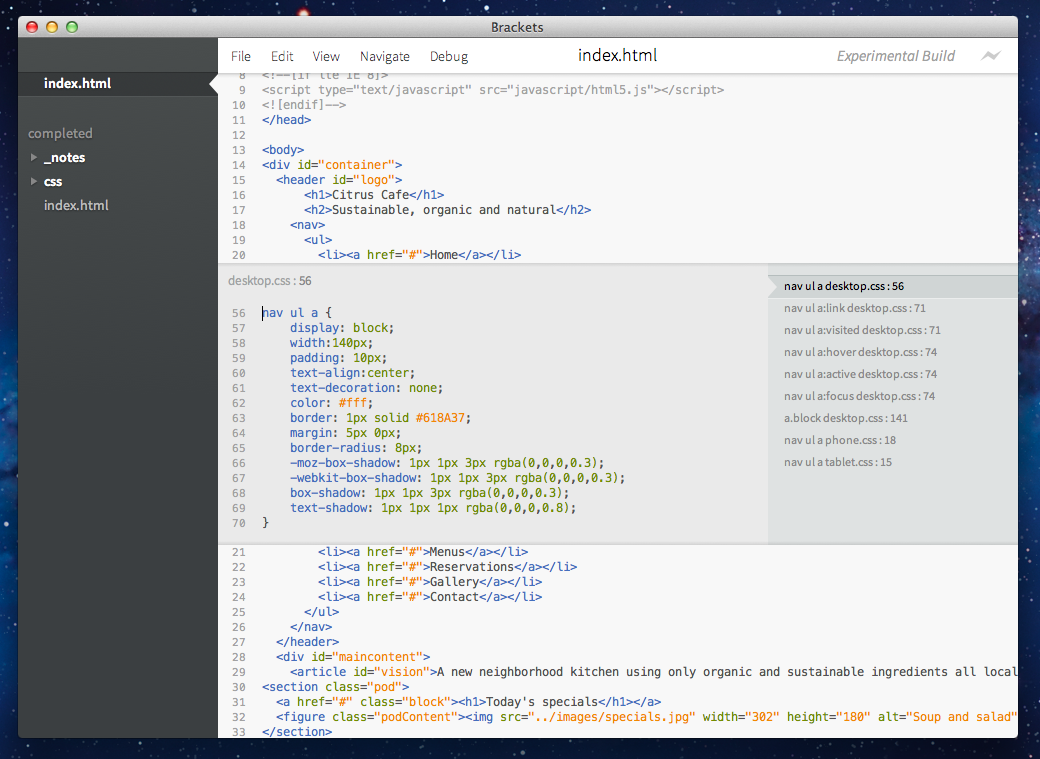 Brackets
File Edit View Navigate Debug
index.html
Experimental Build
index.html
completed
_notes
css
index.html
8 <!--[if lte IE 8]>
9 <script type="text/javascript" src="javascript/html5.js"></script>
10 <![endif]-->
11 </head>
12
13 <body>
14 <div id="container">
15 <header id="logo">
16 <h1>Citrus Cafe</h1>
17 <h2>Sustainable, organic and natural</h2>
18 <nav>
19 <ul>
20 <li><a href="#">Home</a></li>
desktop.css : 56
56 nav ul a {
57 display: block;
58 width:140px;
59 padding: 10px;
60 text-align:center;
61 text-decoration: none;
62 color: #fff;
63 border: 1px solid #618A37;
64 margin: 5px 0px;
65 border-radius: 8px;
66 -moz-box-shadow: 1px 1px 3px rgba(0,0,0,0.3);
67 -webkit-box-shadow: 1px 1px 3px rgba(0,0,0,0.3);
68 box-shadow: 1px 1px 3px rgba(0,0,0,0.3);
69 text-shadow: 1px 1px 1px rgba(0,0,0,0.8);
70 }
nav ul a desktop.css : 56
nav ul a:link desktop.css : 71
nav ul a:visited desktop.css : 71
nav ul a:hover desktop.css : 74
nav ul a:active desktop.css : 74
nav ul a:focus desktop.css : 74
a.block desktop.css : 141
nav ul a phone.css : 18
nav ul a tablet.css : 15
21 <li><a href="#">Menus</a></li>
22 <li><a href="#">Reservations</a></li>
23 <li><a href="#">Gallery</a></li>
24 <li><a href="#">Contact</a></li>
25 </ul>
26 </nav>
27 </header>
28 <div id="maincontent">
29 <article id="vision">A new neighborhood kitchen using only organic and sustainable ingredients all local
30 <section class="pod">
31 <a href="#" class="block"><h1>Today's specials</h1></a>
32 <figure class="podContent"><img src="../images/specials.jpg" width="302" height="180" alt="Soup and salad"
33 </section>